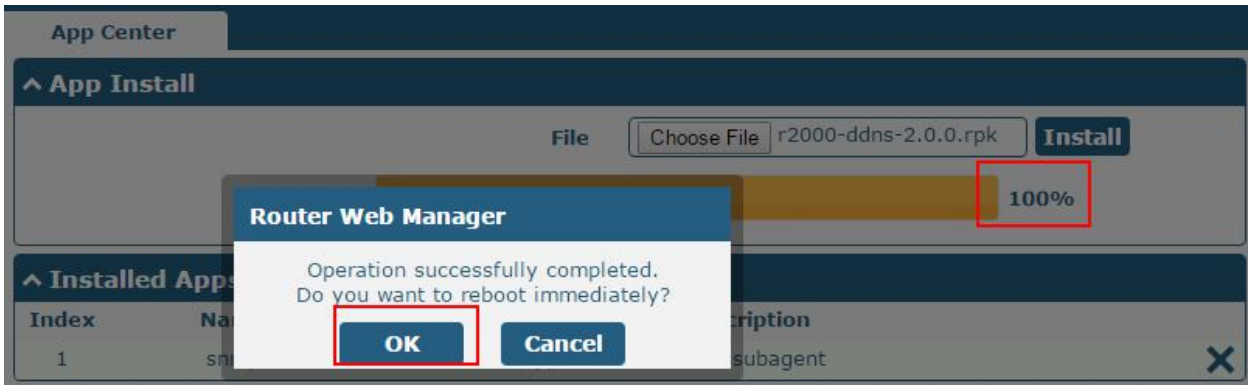 App Center
App Install
File Choose File r2000-ddns-2.0.0.rpk Install
100%
Router Web Manager
Operation successfully completed.
Do you want to reboot immediately?
OK Cancel
Installed Apps
Index
1 subagent